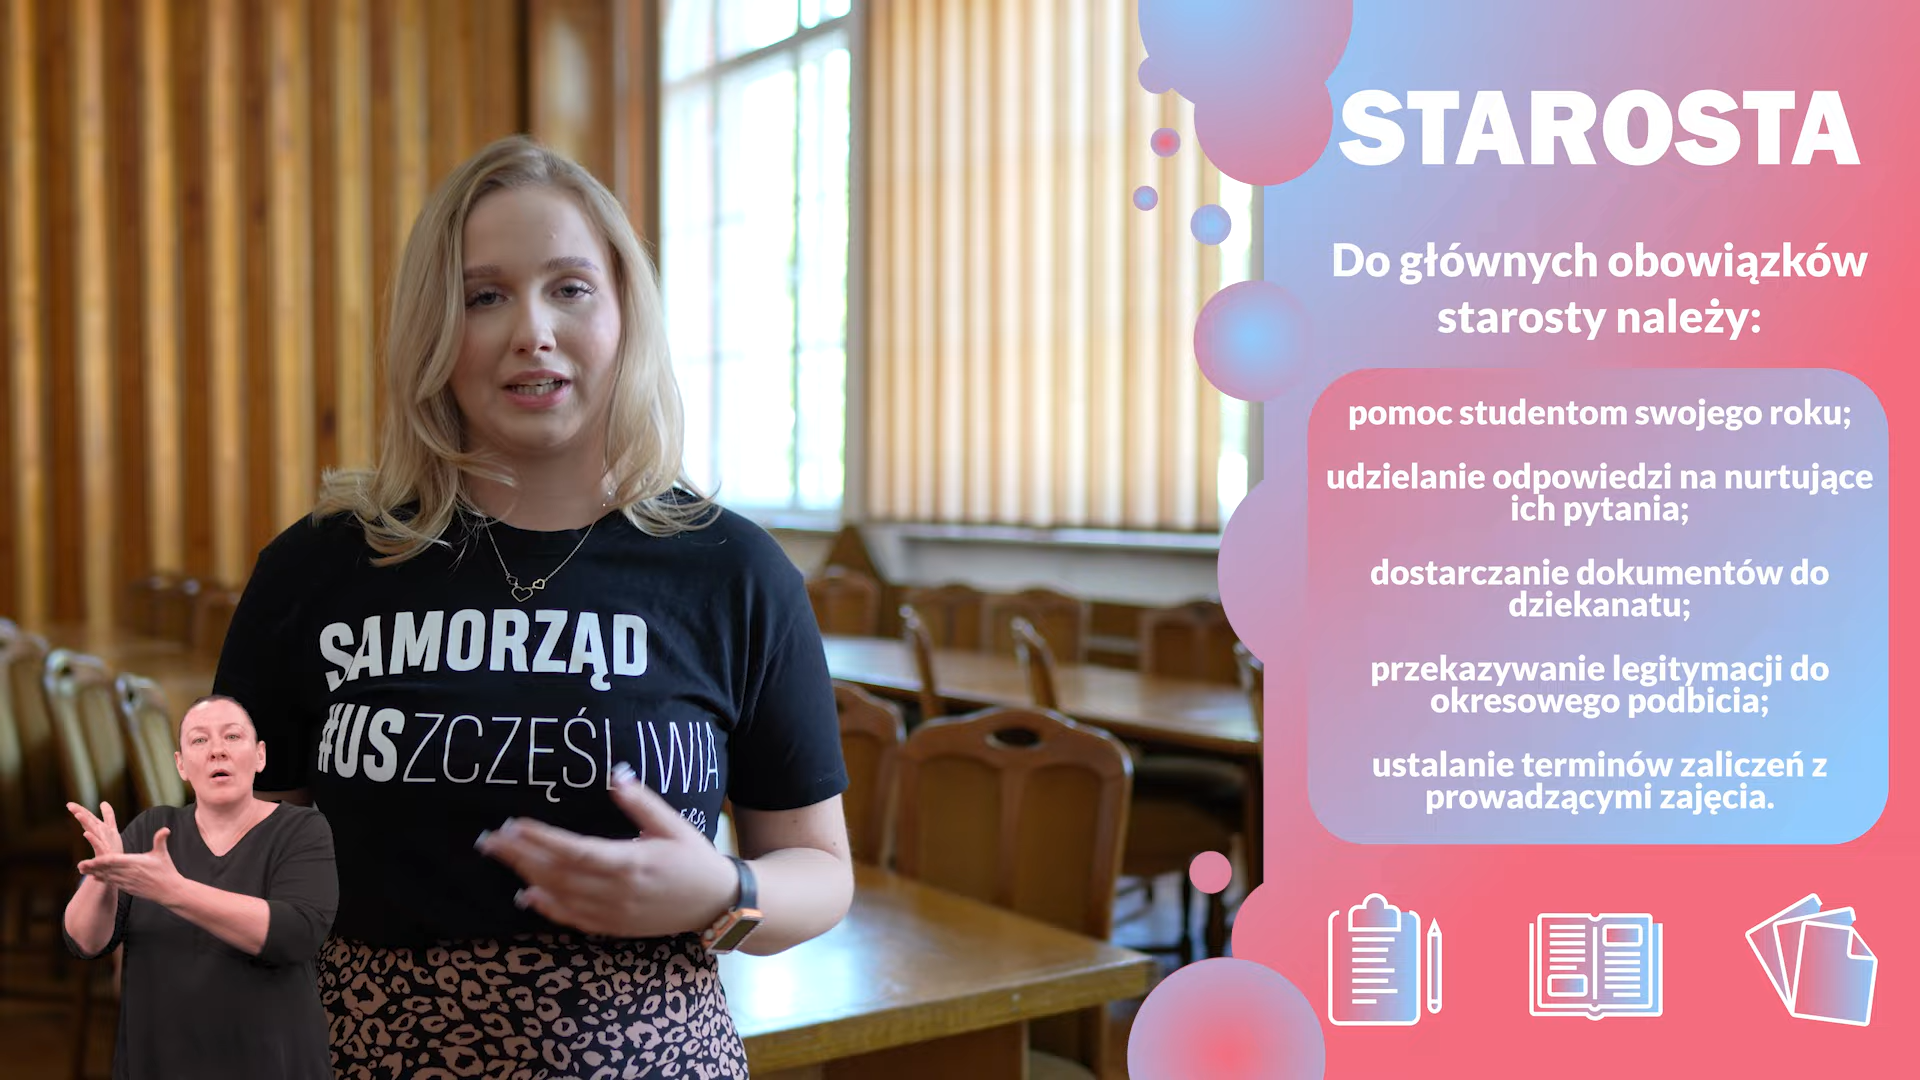 STAROSTA
Do głównych obowiązków
starosty należy:
pomoc studentom swojego roku;
udzielanie odpowiedzi na nurtujące
ich pytania;
dostarczanie dokumentów do
dziekanatu;
przekazywanie legitymacji do
okresowego podbicia;
ustalanie terminów zaliczeń z
prowadzącymi zajęcia.
SAMORZĄD
#USZCZĘŚLIWIA